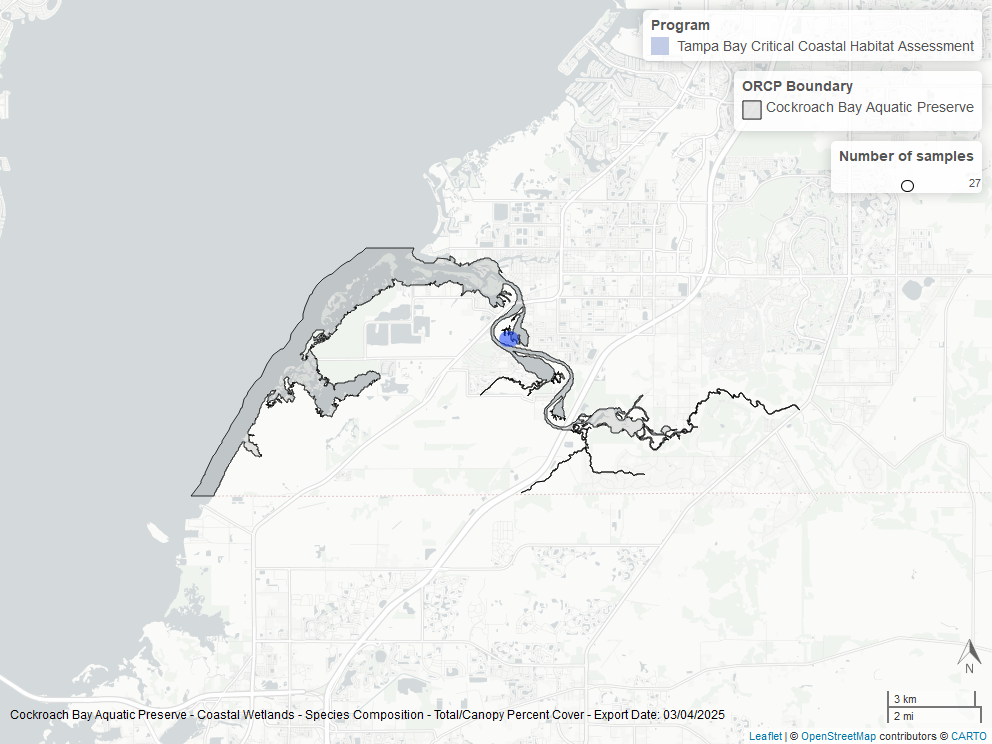 Program
Tampa Bay Critical Coastal Habitat Assessment
ORCP Boundary
Cockroach Bay Aquatic Preserve
Number of samples
27
N
3 km
2 mi
Cockroach Bay Aquatic Preserve - Coastal Wetlands - Species Composition - Total/Canopy Percent Cover - Export Date: 03/04/2025
Leaflet | © OpenStreetMap contributors © CARTO